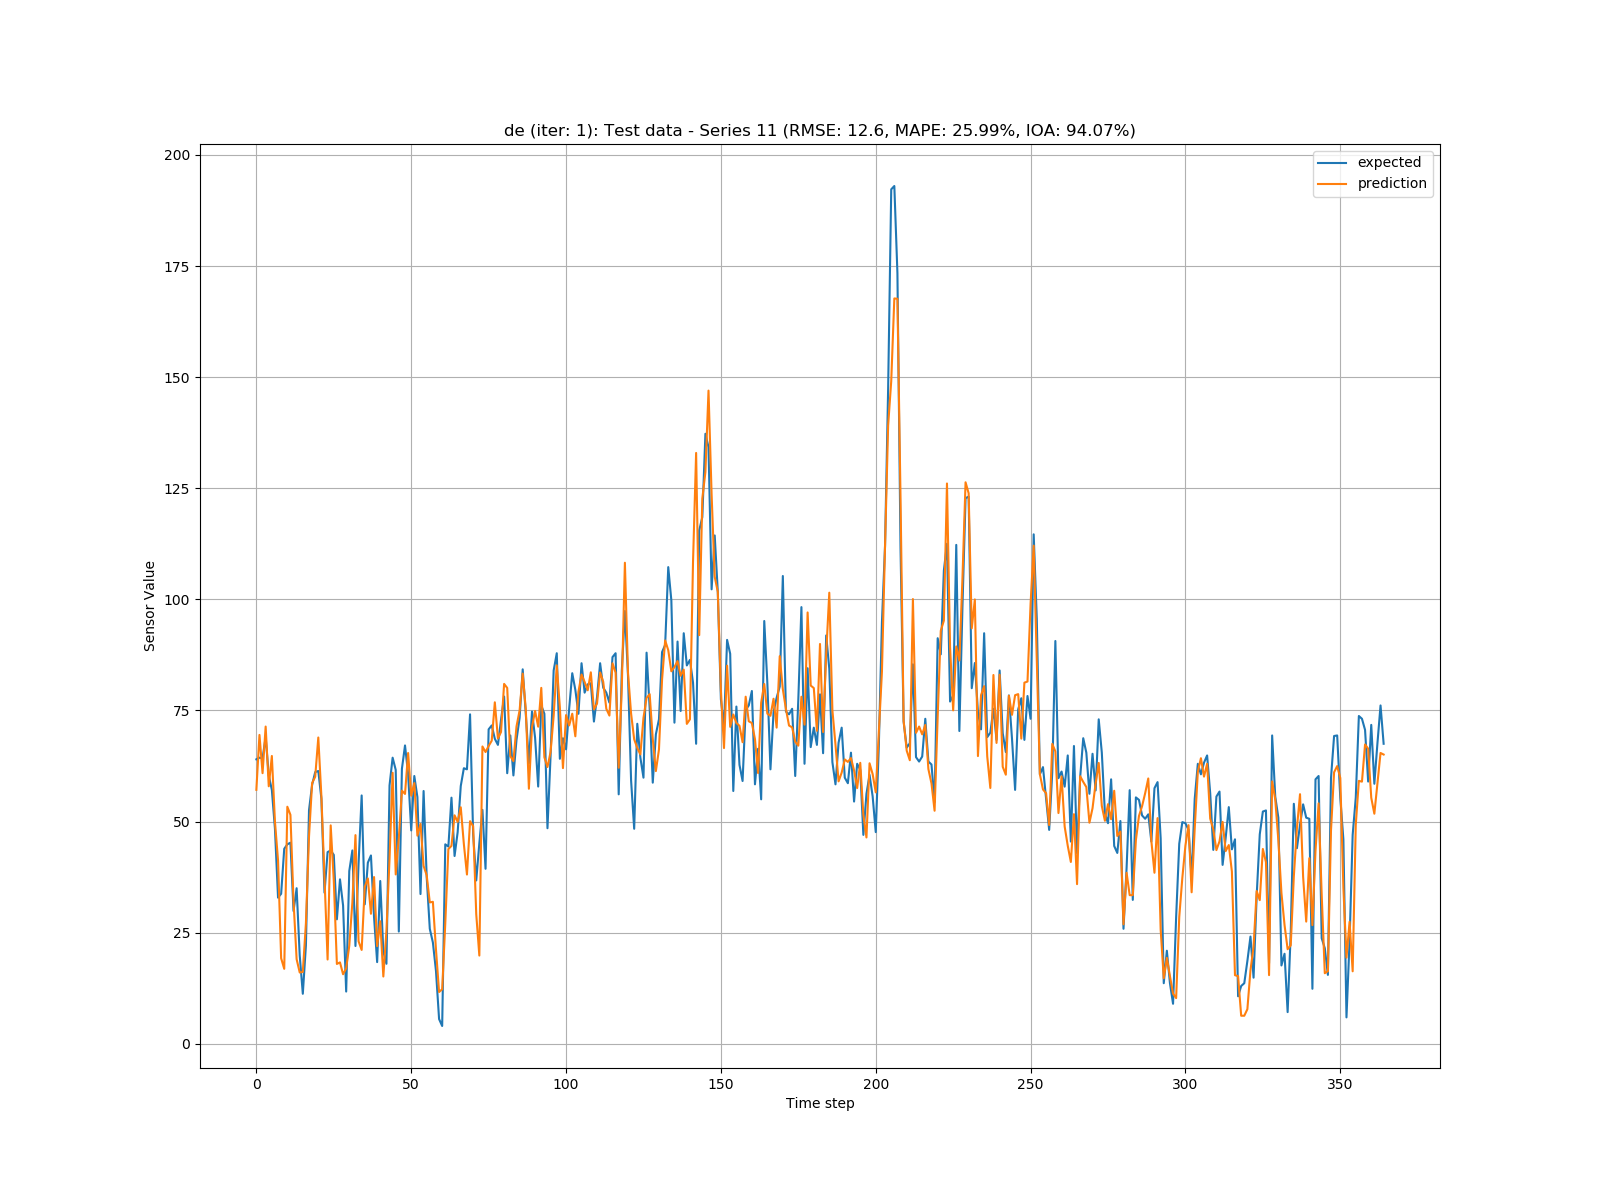 de (iter: 1): Test data - Series 11 (RMSE: 12.6, MAPE: 25.99%, IOA: 94.07%)
expected
prediction
200
175
150
125
100
75
50
25
0
Sensor Value
0 50 100 150 200 250 300 350
Time step